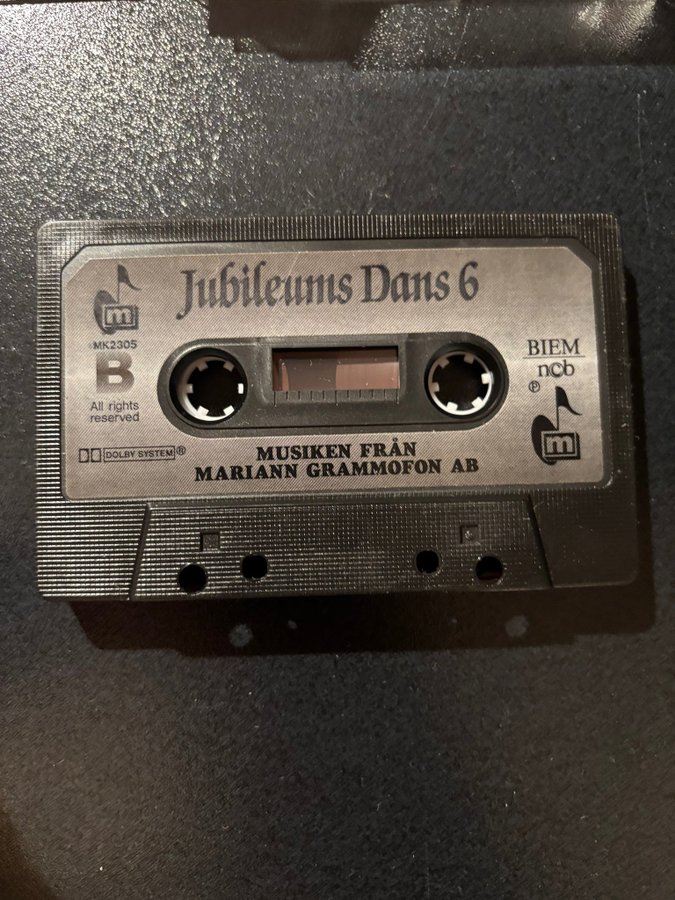 Jubileums Dans 6
m
MK2305
B
All rights
reserved
DOLBY SYSTEM®
BIEM
ncb
℗
m
MUSIKEN FRÅN
MARIANN GRAMMOFON AB